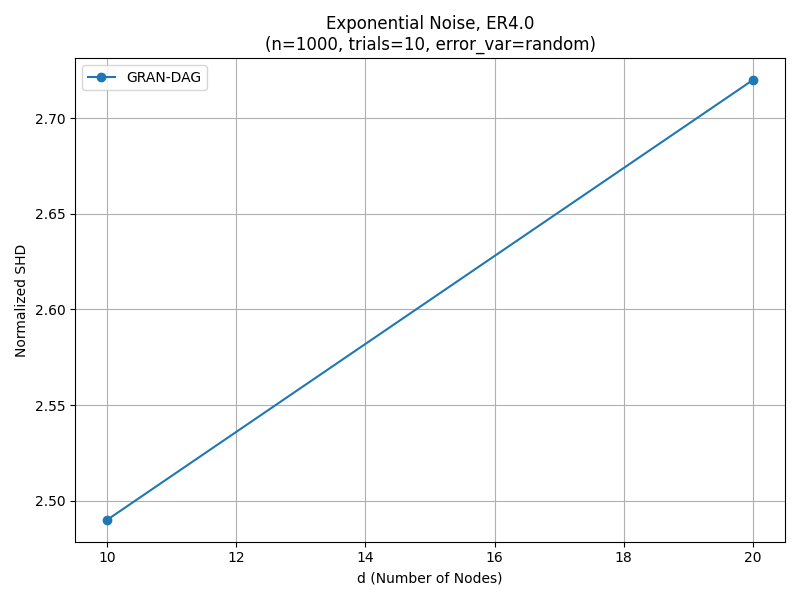 Exponential Noise, ER4.0
(n=1000, trials=10, error_var=random)
GRAN-DAG
Normalized SHD
2.70
2.65
2.60
2.55
2.50
10 12 14 16 18 20
d (Number of Nodes)